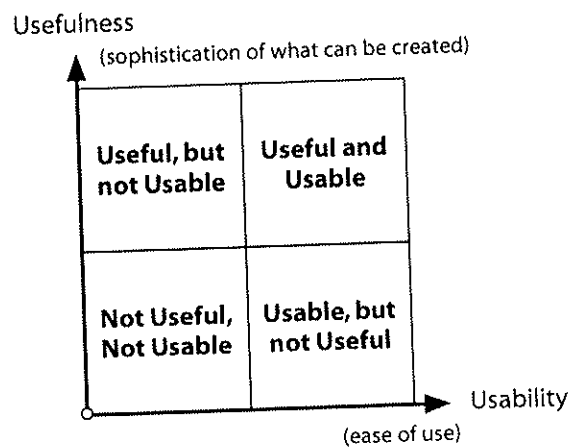 Usefulness
(sophistication of what can be created)
Useful, but
not Usable
Useful and
Usable
Not Useful,
Not Usable
Usable, but
not Useful
Usability
(ease of use)